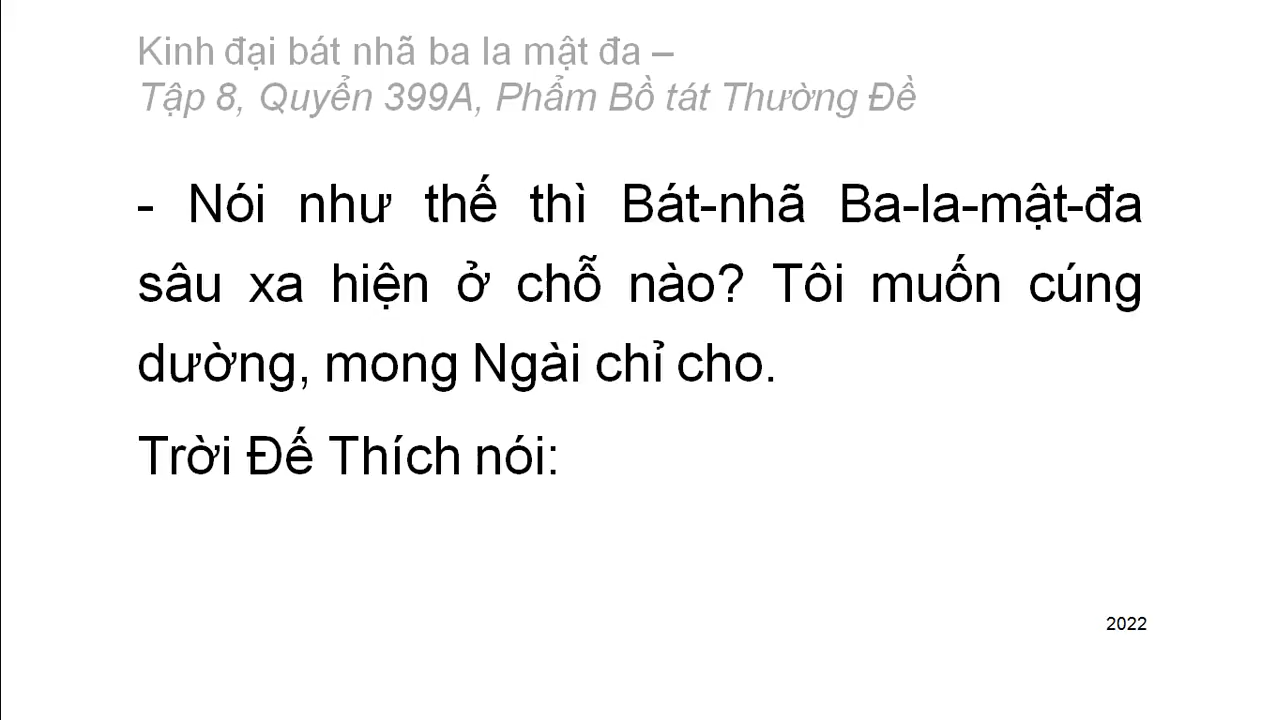 Kinh đại bát nhã ba la mật đa –
Tập 8, Quyển 399A, Phẩm Bồ tát Thường Đề
- Nói như thế thì Bát-nhã Ba-la-mật-đa
sâu xa hiện ở chỗ nào? Tôi muốn cúng
dường, mong Ngài chỉ cho.
Trời Đế Thích nói:
2022